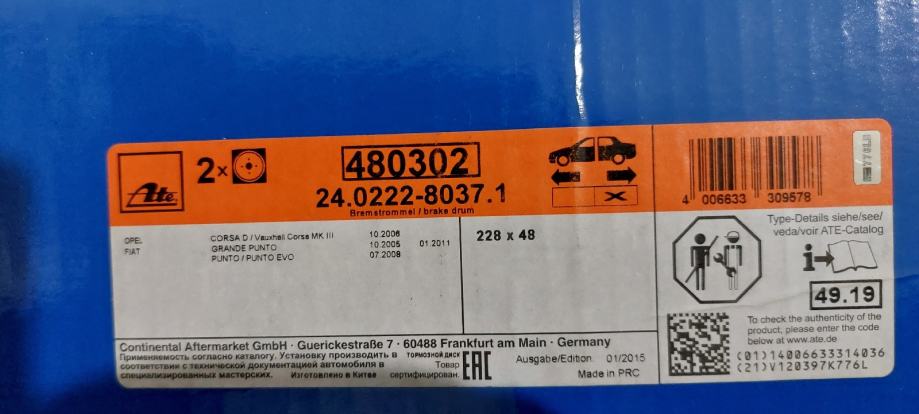 Ate
2x
480302
24.0222-8037.1
Bremstrommel / brake drum
X
4 006633 309578
OPEL CORSA D / Vauxhall Corsa MK III 10.2006
FIAT GRANDE PUNTO 10.2005 01.2011
PUNTO / PUNTO EVO 07.2008
228 x 48
Type-Details siehe/see/
veda/voir ATE-Catalog
i
49.19
To check the authenticity of the
product, please enter the code
below at www.ate.de
(01)14006633314036
(21)V120397K776L
Continental Aftermarket GmbH · Guerickestraße 7 · 60488 Frankfurt am Main · Germany
Применять согласно каталогу. Установку производить в
соответствии с технической документацией автомобиля в
специализированных мастерских. Изготовлено в Китае
ТОРМОЗНОЙ ДИСК
Товар
сертифицирован.
EAC
Ausgabe/Edition 01/2015
Made in PRC